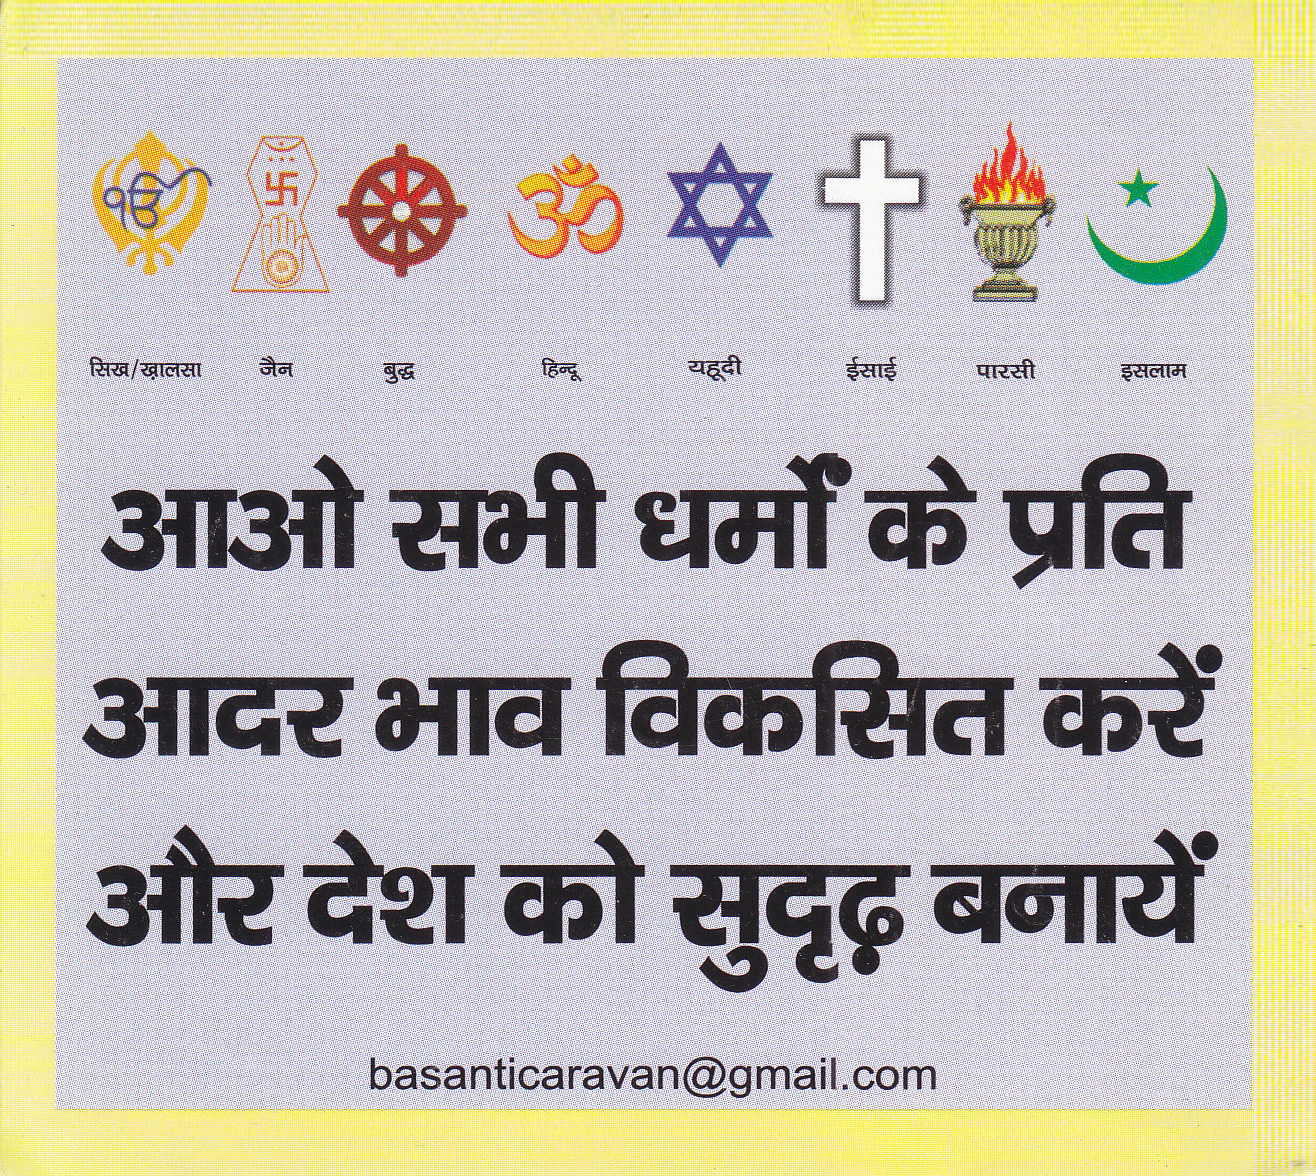 सिख/ख़ालसा जैन बुद्ध हिन्दू यहूदी ईसाई पारसी इसलाम
आओ सभी धर्मों के प्रति
आदर भाव विकसित करें
और देश को सुदृढ़ बनायें
basanticaravan@gmail.com